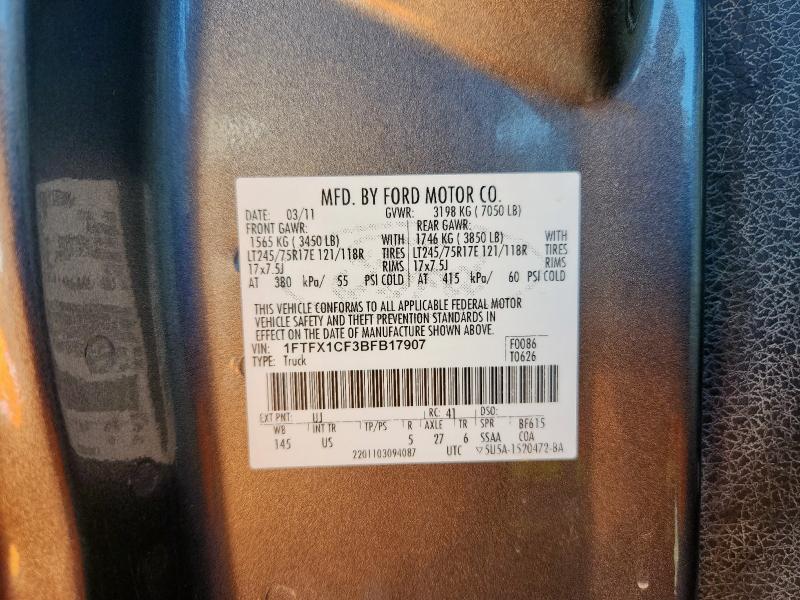 MFD. BY FORD MOTOR CO.
DATE: 03/11 GVWR: 3198 KG ( 7050 LB)
FRONT GAWR: REAR GAWR:
1565 KG ( 3450 LB) WITH 1746 KG ( 3850 LB) WITH
LT245/75R17E 121/118R TIRES LT245/75R17E 121/118R TIRES
17x7.5J RIMS 17x7.5J RIMS
AT 380 kPa/ 55 PSI COLD AT 415 kPa/ 60 PSI COLD
THIS VEHICLE CONFORMS TO ALL APPLICABLE FEDERAL MOTOR
VEHICLE SAFETY AND THEFT PREVENTION STANDARDS IN
EFFECT ON THE DATE OF MANUFACTURE SHOWN ABOVE.
VIN: 1FTFX1CF3BFB17907 F0086
TYPE: Truck T0626
EXT PNT: UJ RC: 41 DSO:
WB INT TR TP/PS R AXLE TR SPR BF615
145 US 5 27 6 SSAA COA
2201103094087 UTC ▽5U5A-1520472-BA